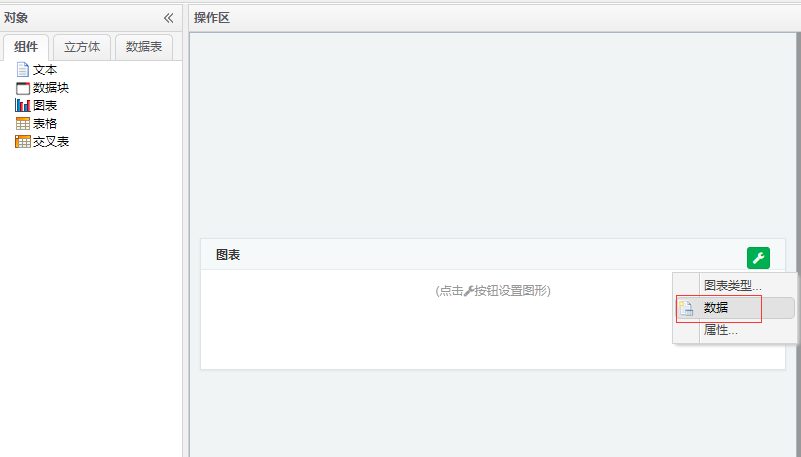 对象
操作区
组件 立方体 数据表
文本
数据块
图表
表格
交叉表
图表
(点击按钮设置图形)
图表类型...
数据
属性...